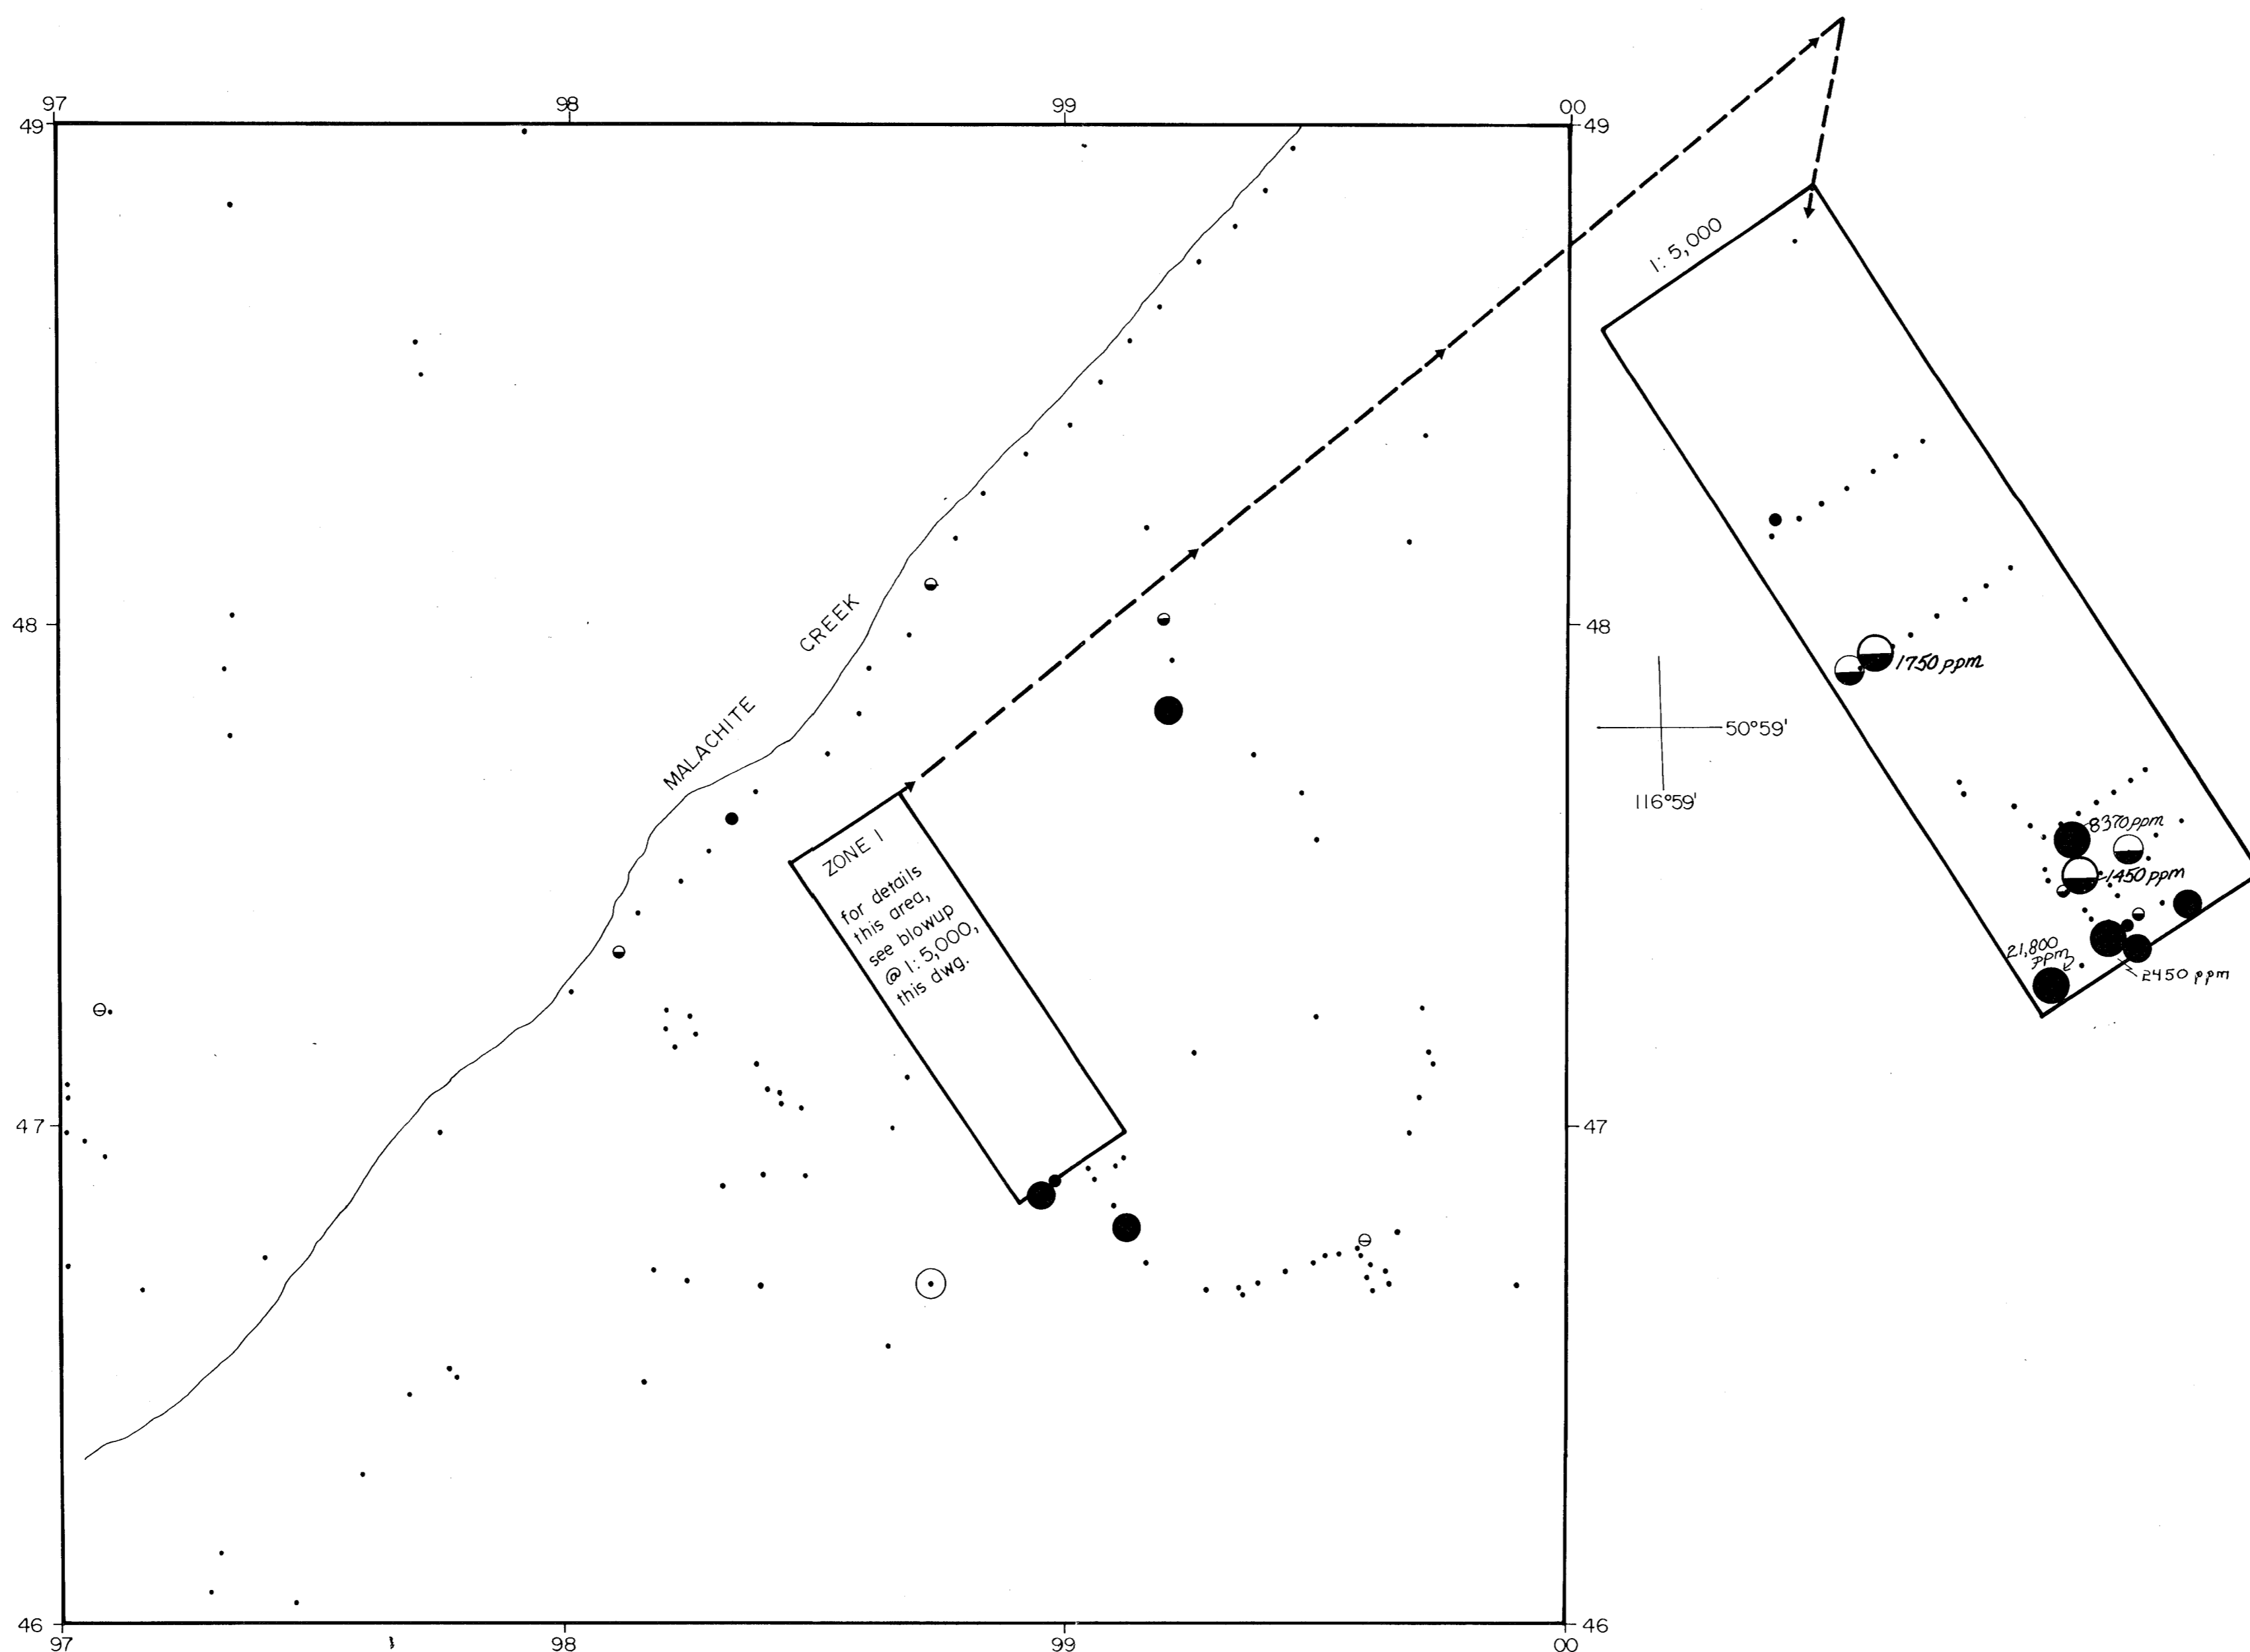 97
98
99
00
49
49
1: 5,000
CREEK
48
48
1750 ppm
MALACHITE
50°59'
116°59'
ZONE 1
for details
this area,
see blowup
@ 1: 5,000,
this dwg.
8370 ppm
1450 ppm
21,800
ppm
2450 ppm
47
47
46
46
97
98
99
00